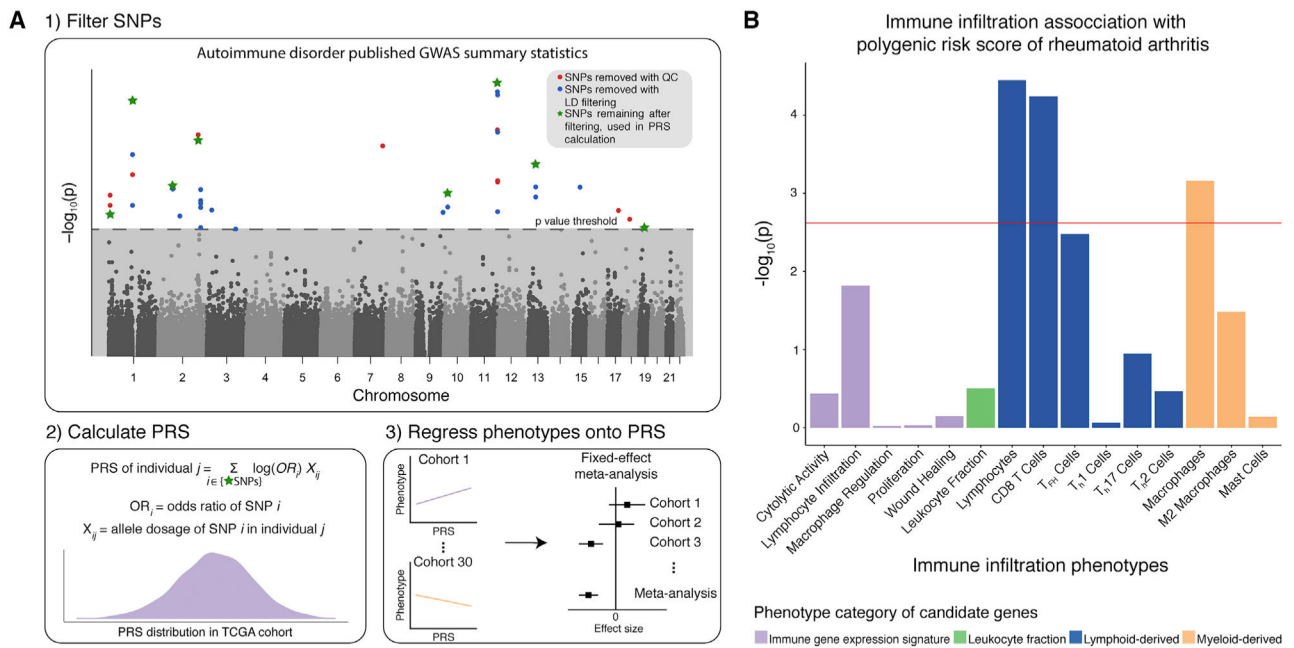 A
1) Filter SNPs
Autoimmune disorder published GWAS summary statistics
SNPs removed with QC
SNPs removed with
LD filtering
SNPs remaining after
filtering, used in PRS
calculation
–log10(p)
p value threshold
1 2 3 4 5 6 7 8 9 10 11 12 13 15 17 19 21
Chromosome
2) Calculate PRS
PRS of individual j = Σ log(ORi) Xij
i ∈ {★SNPs}
ORi = odds ratio of SNP i
Xij = allele dosage of SNP i in individual j
PRS distribution in TCGA cohort
3) Regress phenotypes onto PRS
Cohort 1
Phenotype
PRS
⋮
Cohort 30
Phenotype
PRS
Fixed-effect
meta-analysis
Cohort 1
Cohort 2
Cohort 3
⋮
Meta-analysis
0
Effect size
B
Immune infiltration assocciation with
polygenic risk score of rheumatoid arthritis
-log10(p)
4
3
2
1
0
Cytolytic Activity
Lymphocyte Infiltration
Macrophage Regulation
Proliferation
Wound Healing
Leukocyte Fraction
Lymphocytes
CD8 T Cells
TFH Cells
Th1 Cells
Th17 Cells
Th2 Cells
Macrophages
M2 Macrophages
Mast Cells
Immune infiltration phenotypes
Phenotype category of candidate genes
Immune gene expression signature
Leukocyte fraction
Lymphoid-derived
Myeloid-derived